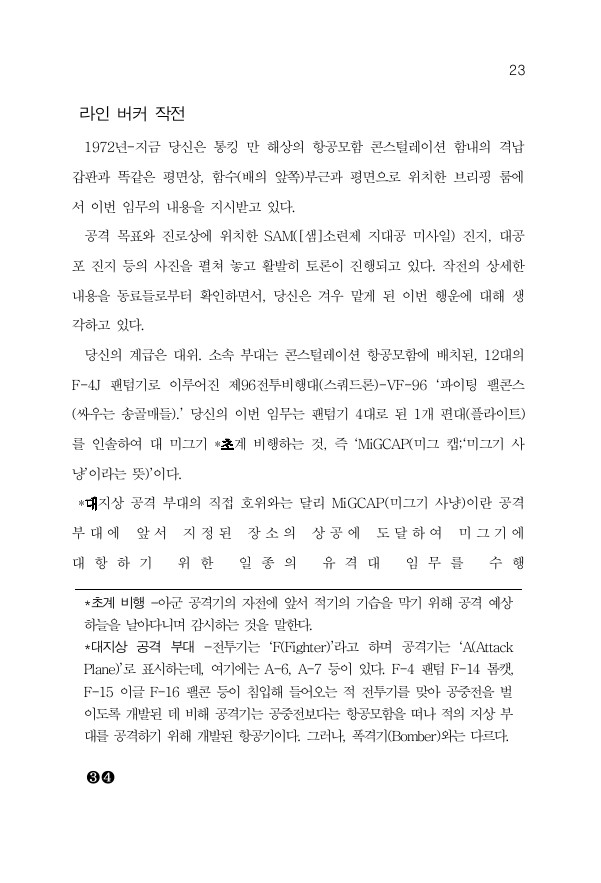 23
라인 버커 작전
1972년-지금 당신은 통킹 만 해상의 항공모함 콘스털레이션 함내의 격납
갑판과 똑같은 평면상, 함수(배의 앞쪽)부근과 평면으로 위치한 브리핑 룸에
서 이번 임무의 내용을 지시받고 있다.
공격 목표와 진로상에 위치한 SAM([샘]소련제 지대공 미사일) 진지, 대공
포 진지 등의 사진을 펼쳐 놓고 활발히 토론이 진행되고 있다. 작전의 상세한
내용을 동료들로부터 확인하면서, 당신은 겨우 맡게 된 이번 행운에 대해 생
각하고 있다.
당신의 계급은 대위. 소속 부대는 콘스털레이션 항공모함에 배치된, 12대의
F-4J 팬텀기로 이루어진 제96전투비행대(스쿼드론)-VF-96 ‘파이팅 팰콘스
(싸우는 송골매들).’ 당신의 이번 임무는 팬텀기 4대로 된 1개 편대(플라이트)
를 인솔하여 대 미그기 *초계 비행하는 것, 즉 ‘MiGCAP(미그 캡;‘미그기 사
냥’이라는 뜻)’이다.
*대지상 공격 부대의 직접 호위와는 달리 MiGCAP(미그기 사냥)이란 공격
부대에 앞서 지정된 장소의 상공에 도달하여 미그기에
대항하기 위한 일종의 유격대 임무를 수행
*초계 비행 -아군 공격기의 자전에 앞서 적기의 기습을 막기 위해 공격 예상
하늘을 날아다니며 감시하는 것을 말한다.
*대지상 공격 부대 -전투기는 ‘F(Fighter)’라고 하며 공격기는 ‘A(Attack
Plane)’로 표시하는데, 여기에는 A-6, A-7 등이 있다. F-4 팬텀 F-14 톰캣,
F-15 이글 F-16 팰콘 등이 침입해 들어오는 적 전투기를 맞아 공중전을 벌
이도록 개발된 데 비해 공격기는 공중전보다는 항공모함을 떠나 적의 지상 부
대를 공격하기 위해 개발된 항공기이다. 그러나, 폭격기(Bomber)와는 다르다.
❸❹